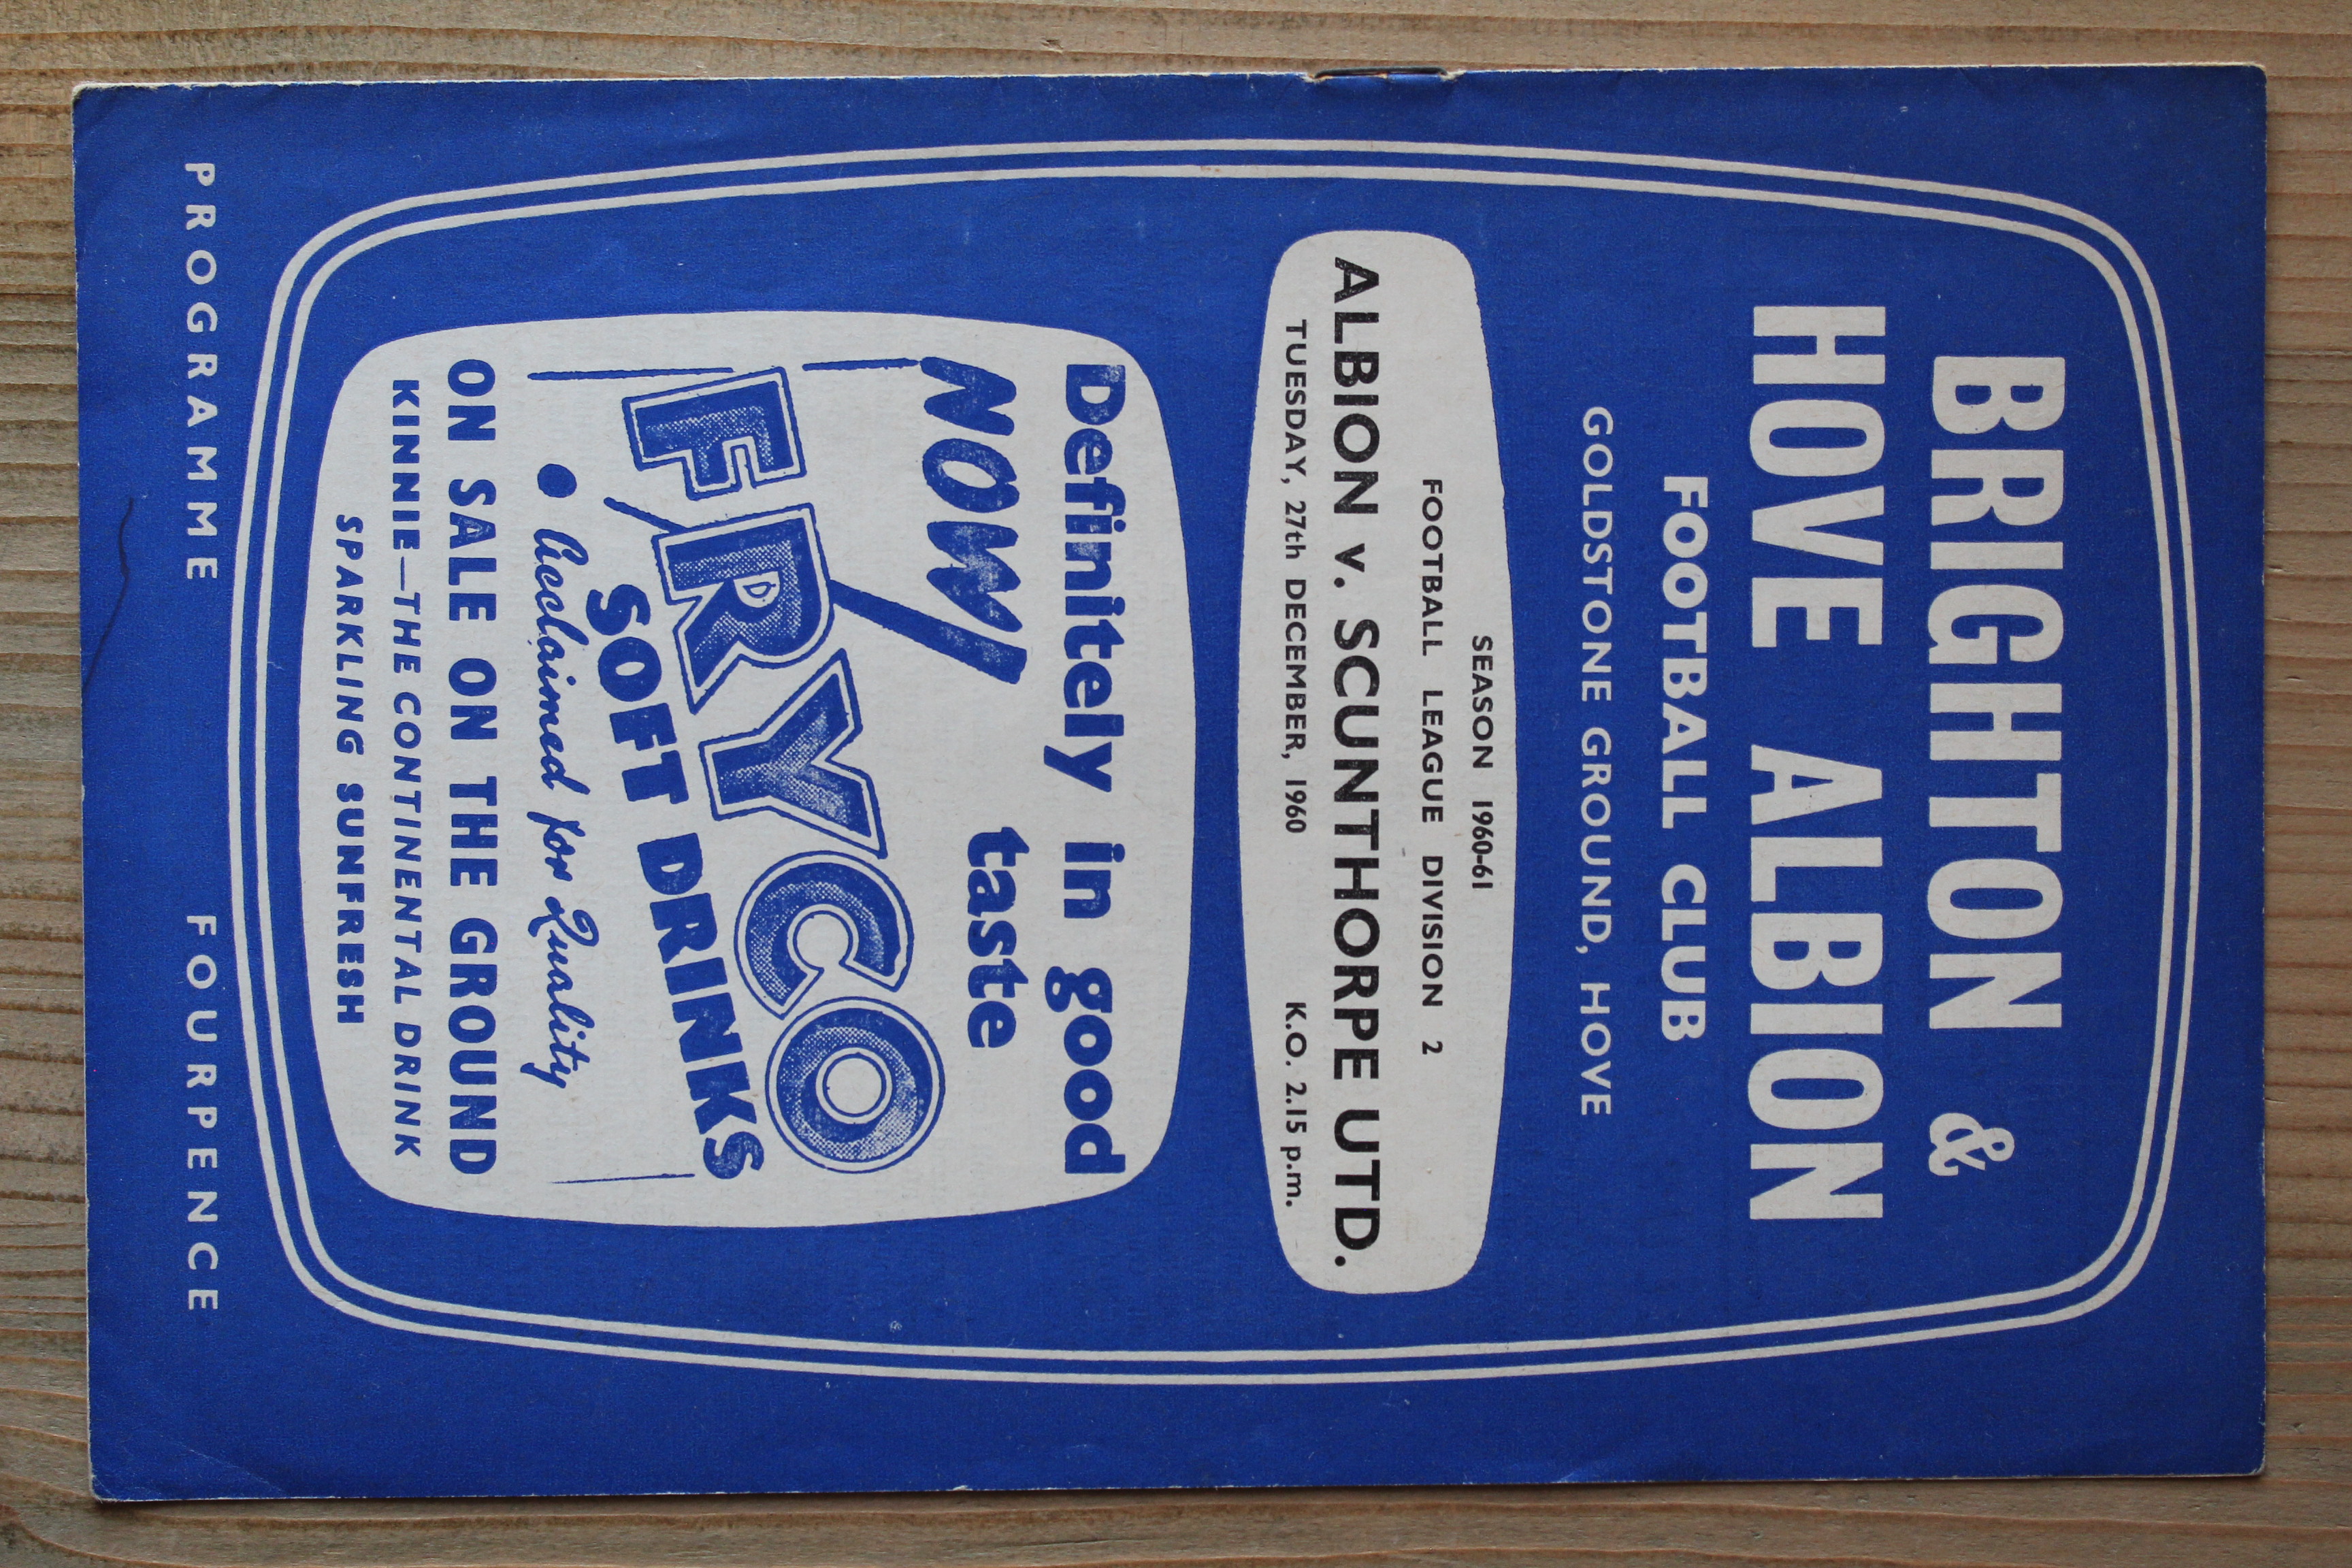 BRIGHTON &
HOVE ALBION
FOOTBALL CLUB
GOLDSTONE GROUND, HOVE
SEASON 1960-61
FOOTBALL LEAGUE DIVISION 2
ALBION v. SCUNTHORPE UTD.
TUESDAY, 27th DECEMBER, 1960 K.O. 2.15 p.m.
Definitely in good
taste
NOW!
FRYCO
SOFT DRINKS
● Acclaimed for Quality
ON SALE ON THE GROUND
KINNIE—THE CONTINENTAL DRINK
SPARKLING SUNFRESH
PROGRAMME FOURPENCE